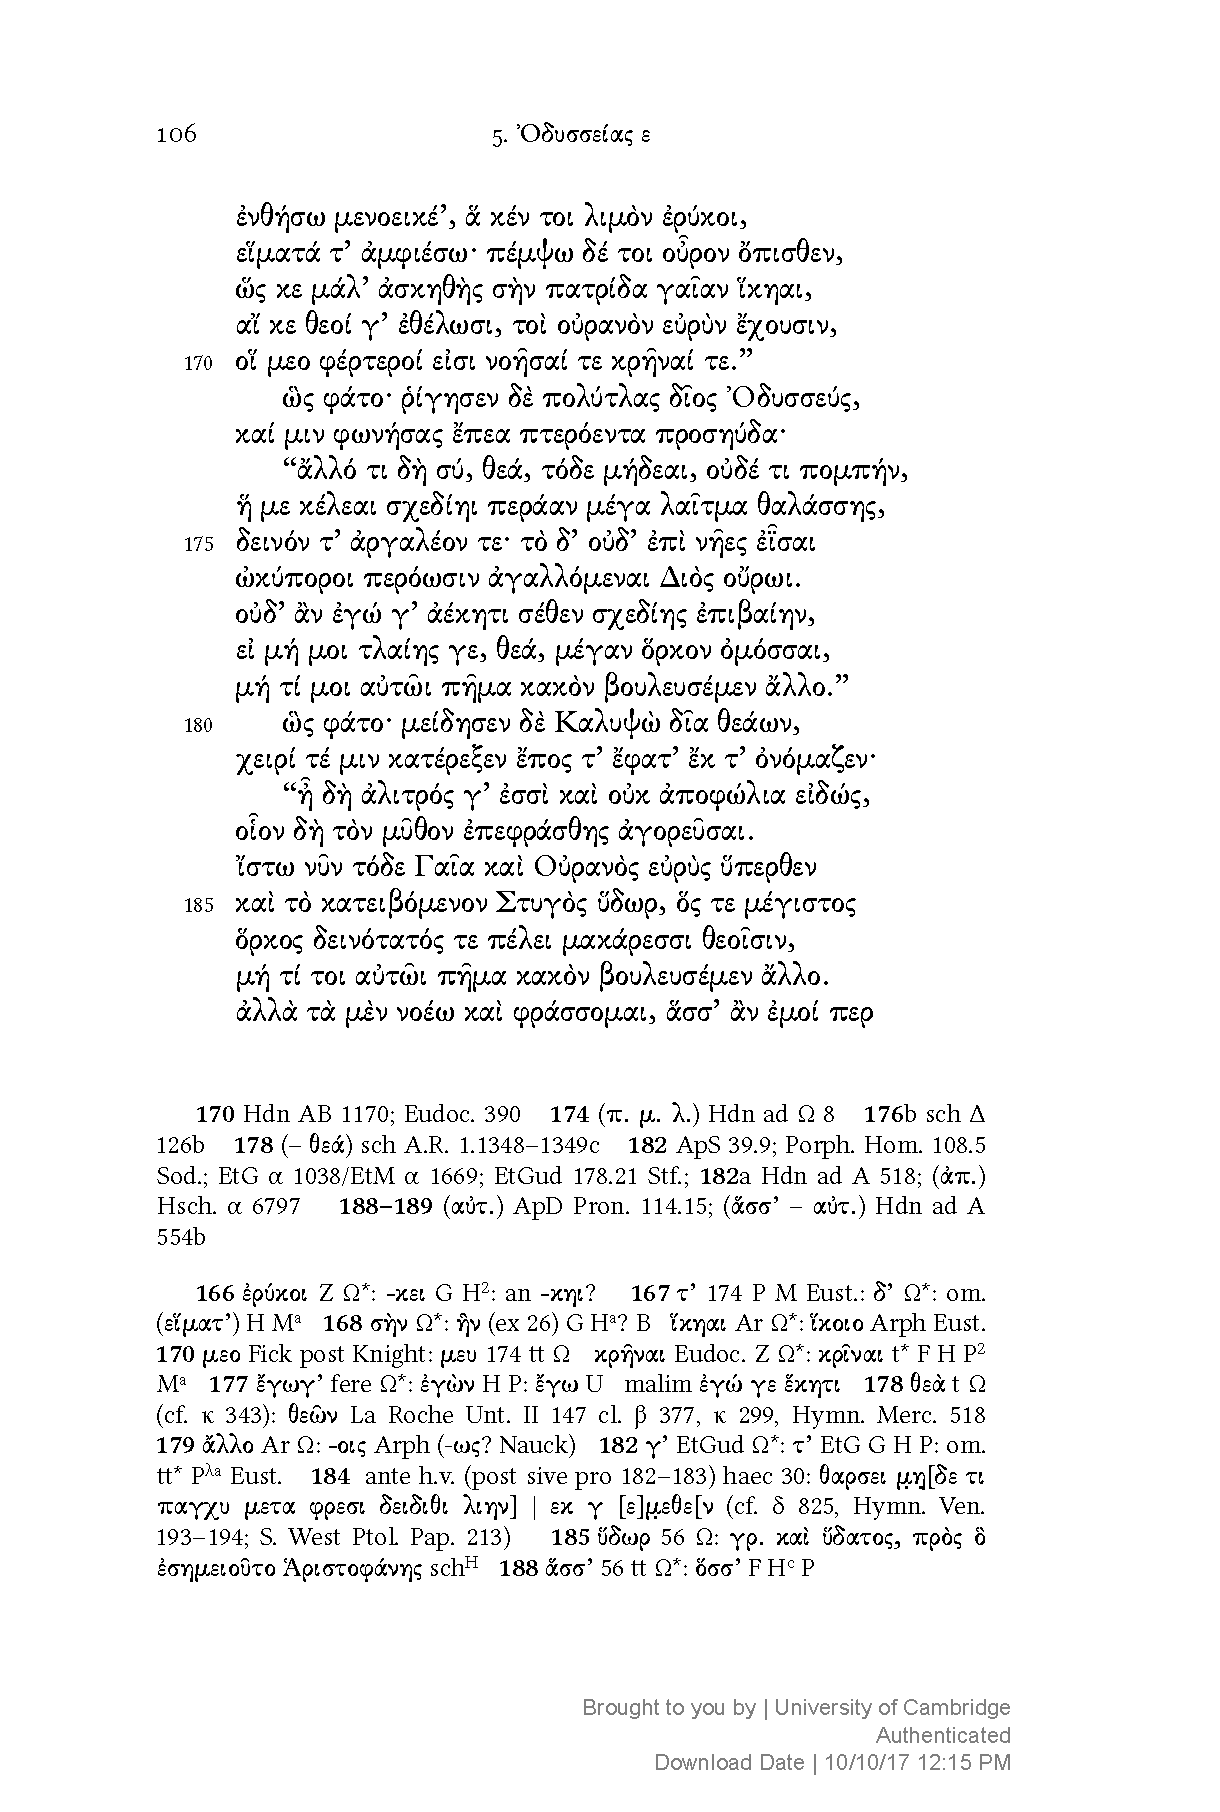 106 5. Ὀδυσσείας ε
ἐνθήσω μενοεικέ’, ἅ κέν τοι λιμὸν ἐρύκοι,
εἵματά τ’ ἀμφιέσω· πέμψω δέ τοι οὖρον ὄπισθεν,
ὥς κε μάλ’ ἀσκηθὴς σὴν πατρίδα γαῖαν ἵκηαι,
αἴ κε θεοί γ’ ἐθέλωσι, τοὶ οὐρανὸν εὐρὺν ἔχουσιν,
170 οἵ μεο φέρτεροί εἰσι νοῆσαί τε κρῆναί τε.”
ὣς φάτο· ῥίγησεν δὲ πολύτλας δῖος Ὀδυσσεύς,
καί μιν φωνήσας ἔπεα πτερόεντα προσηύδα·
“ἄλλό τι δὴ σύ, θεά, τόδε μήδεαι, οὐδέ τι πομπήν,
ἥ με κέλεαι σχεδίηι περάαν μέγα λαῖτμα θαλάσσης,
175 δεινόν τ’ ἀργαλέον τε· τὸ δ’ οὐδ’ ἐπὶ νῆες ἐῗσαι
ὠκύποροι περόωσιν ἀγαλλόμεναι Διὸς οὔρωι.
οὐδ’ ἂν ἐγώ γ’ ἀέκητι σέθεν σχεδίης ἐπιβαίην,
εἰ μή μοι τλαίης γε, θεά, μέγαν ὅρκον ὀμόσσαι,
μή τί μοι αὐτῶι πῆμα κακὸν βουλευσέμεν ἄλλο.”
180 ὣς φάτο· μείδησεν δὲ Καλυψὼ δῖα θεάων,
χειρί τέ μιν κατέρεξεν ἔπος τ’ ἔφατ’ ἔκ τ’ ὀνόμαζεν·
“ἦ δὴ ἀλιτρός γ’ ἐσσὶ καὶ οὐκ ἀποφώλια εἰδώς,
οἷον δὴ τὸν μῦθον ἐπεφράσθης ἀγορεῦσαι.
ἴστω νῦν τόδε Γαῖα καὶ Οὐρανὸς εὐρὺς ὕπερθεν
185 καὶ τὸ κατειβόμενον Στυγὸς ὕδωρ, ὅς τε μέγιστος
ὅρκος δεινότατός τε πέλει μακάρεσσι θεοῖσιν,
μή τί τοι αὐτῶι πῆμα κακὸν βουλευσέμεν ἄλλο.
ἀλλὰ τὰ μὲν νοέω καὶ φράσσομαι, ἅσσ’ ἂν ἐμοί περ
170 Hdn AB 1170; Eudoc. 390 174 (π. μ. λ.) Hdn ad Ω 8 176b sch Δ
126b 178 (– θεά) sch A.R. 1.1348–1349c 182 ApS 39.9; Porph. Hom. 108.5
Sod.; EtG α 1038/EtM α 1669; EtGud 178.21 Stf.; 182a Hdn ad A 518; (ἀπ.)
Hsch. α 6797 188–189 (αὐτ.) ApD Pron. 114.15; (ἅσσ’ – αὐτ.) Hdn ad A
554b
166 ἐρύκοι Z Ω*: -κει G H²: an -κηι? 167 τ’ 174 P M Eust.: δ’ Ω*: om.
(εἵματ’) H Mᵃ 168 σὴν Ω*: ἣν (ex 26) G Hᵃ? B ἵκηαι Ar Ω*: ἵκοιο Arph Eust.
170 μεο Fick post Knight: μευ 174 tt Ω κρῆναι Eudoc. Z Ω*: κρῖναι t* F H P²
Mᵃ 177 ἔγωγ’ fere Ω*: ἐγὼν H P: ἔγω U malim ἐγώ γε ἕκητι 178 θεὰ t Ω
(cf. κ 343): θεῶν La Roche Unt. II 147 cl. β 377, κ 299, Hymn. Merc. 518
179 ἄλλο Ar Ω: -οις Arph (-ως? Nauck) 182 γ’ EtGud Ω*: τ’ EtG G H P: om.
tt* Pλᵃ Eust. 184 ante h.v. (post sive pro 182–183) haec 30: θαρσει μ̣η̣[δε τι
παγχυ μετα φρεσι δειδιθι λιην] | εκ γ [ε]μ̣εθε[ν (cf. δ 825, Hymn. Ven.
193–194; S. West Ptol. Pap. 213) 185 ὕδωρ 56 Ω: γρ. καὶ ὕδατος, πρὸς ὃ
ἐσημειοῦτο Ἁριστοφάνης schᴴ 188 ἅσσ’ 56 tt Ω*: ὅσσ’ F Hᶜ P
Brought to you by | University of Cambridge
Authenticated
Download Date | 10/10/17 12:15 PM